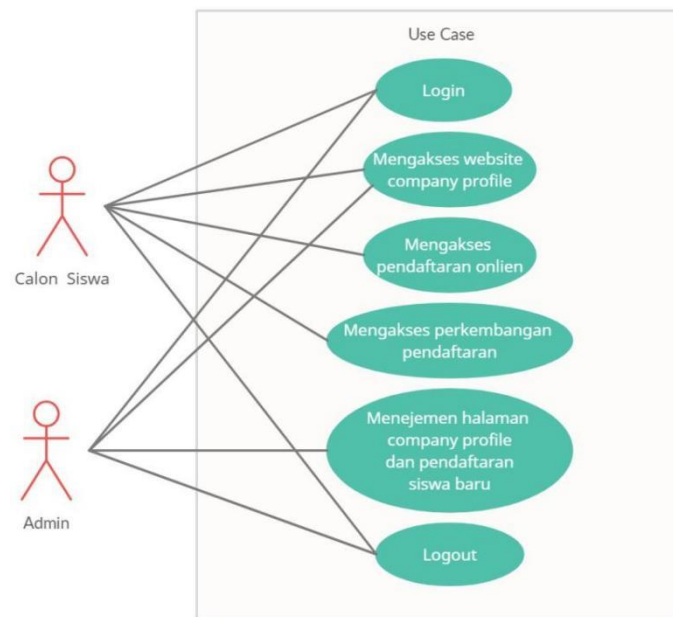 Use Case
Login
Mengakses website
company profile
Mengakses
pendaftaran onlien
Calon Siswa
Mengakses perkembangan
pendaftaran
Menejemen halaman
company profile
dan pendaftaran
siswa baru
Admin
Logout